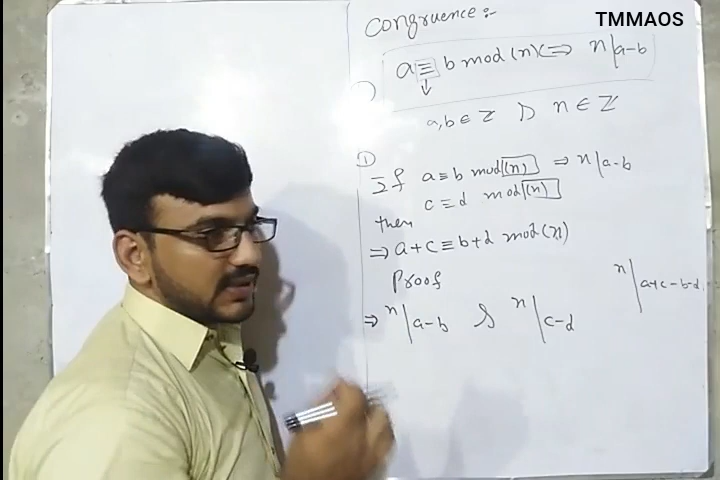 Congruence:-
TMMAOS
a ≡ b mod(n) ⟺ n|a-b
a,b ∈ Z & n ∈ Z
①
If a ≡ b mod(n) ⇒ n|a-b
c ≡ d mod(n)
then
⇒ a+c ≡ b+d mod(n)
Proof
n|a+c-b-d
⇒ n|a-b & n|c-d